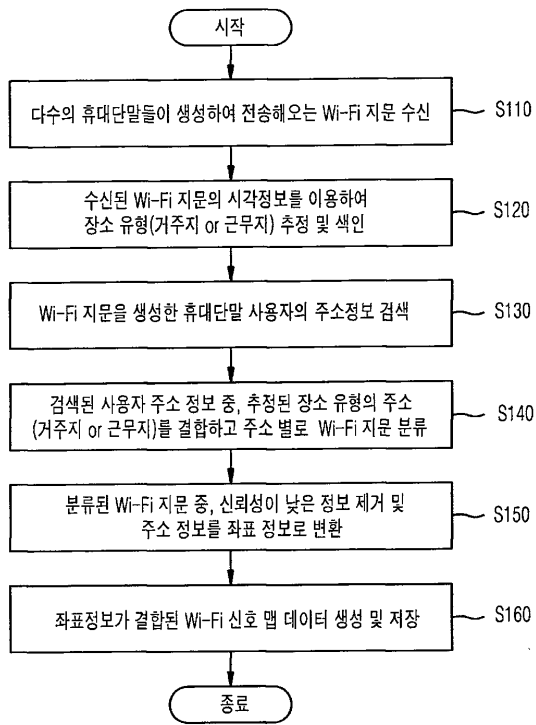 시작
다수의 휴대단말들이 생성하여 전송해오는 Wi-Fi 지문 수신
S110
수신된 Wi-Fi 지문의 시각정보를 이용하여
장소 유형(거주지 or 근무지) 추정 및 색인
S120
Wi-Fi 지문을 생성한 휴대단말 사용자의 주소정보 검색
S130
검색된 사용자 주소 정보 중, 추정된 장소 유형의 주소
(거주지 or 근무지)를 결합하고 주소 별로 Wi-Fi 지문 분류
S140
분류된 Wi-Fi 지문 중, 신뢰성이 낮은 정보 제거 및
주소 정보를 좌표 정보로 변환
S150
좌표정보가 결합된 Wi-Fi 신호 맵 데이터 생성 및 저장
S160
종료